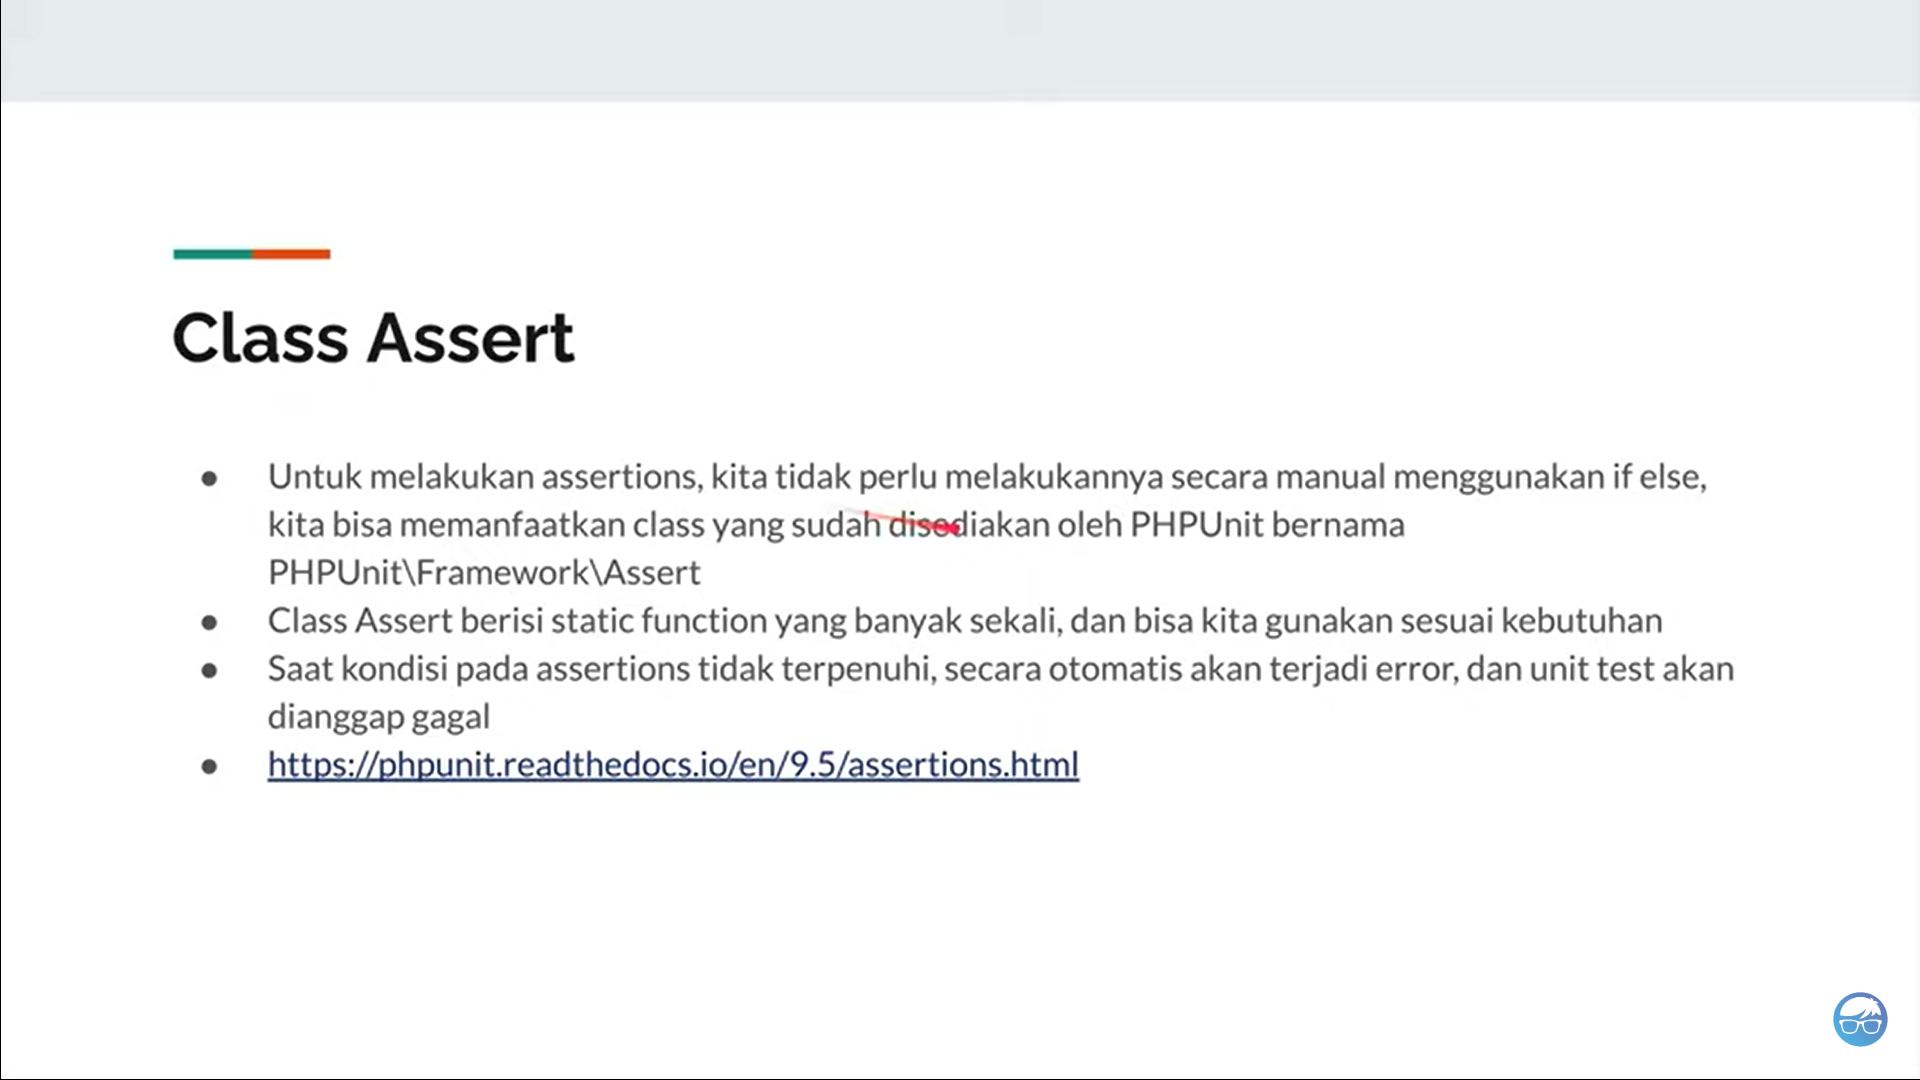 Class Assert
● Untuk melakukan assertions, kita tidak perlu melakukannya secara manual menggunakan if else,
kita bisa memanfaatkan class yang sudah disediakan oleh PHPUnit bernama
PHPUnit\Framework\Assert
● Class Assert berisi static function yang banyak sekali, dan bisa kita gunakan sesuai kebutuhan
● Saat kondisi pada assertions tidak terpenuhi, secara otomatis akan terjadi error, dan unit test akan
dianggap gagal
● https://phpunit.readthedocs.io/en/9.5/assertions.html